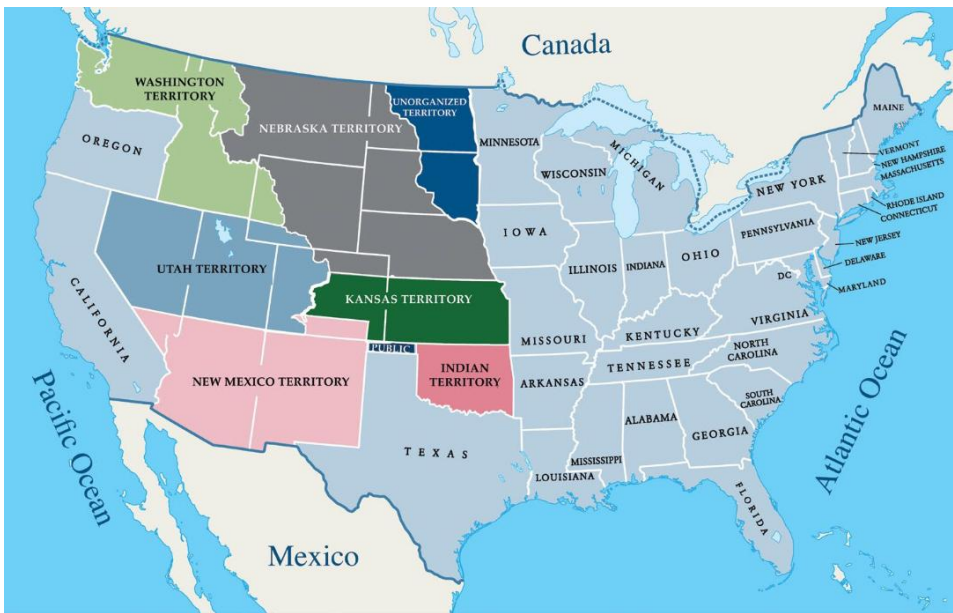 Canada
WASHINGTON
TERRITORY
UNORGANIZED
TERRITORY
NEBRASKA TERRITORY
OREGON
MINNESOTA
MAINE
VERMONT
NEW HAMPSHIRE
MASSACHUSETTS
MICHIGAN
WISCONSIN
NEW YORK
RHODE ISLAND
CONNECTICUT
IOWA
PENNSYLVANIA
NEW JERSEY
OHIO
ILLINOIS
INDIANA
DELAWARE
DC
MARYLAND
UTAH TERRITORY
KANSAS TERRITORY
CALIFORNIA
VIRGINIA
MISSOURI
KENTUCKY
PUBLIC
NORTH
CAROLINA
TENNESSEE
NEW MEXICO TERRITORY
INDIAN
TERRITORY
ARKANSAS
SOUTH
CAROLINA
ALABAMA
GEORGIA
TEXAS
MISSISSIPPI
LOUISIANA
FLORIDA
Pacific Ocean
Atlantic Ocean
Mexico